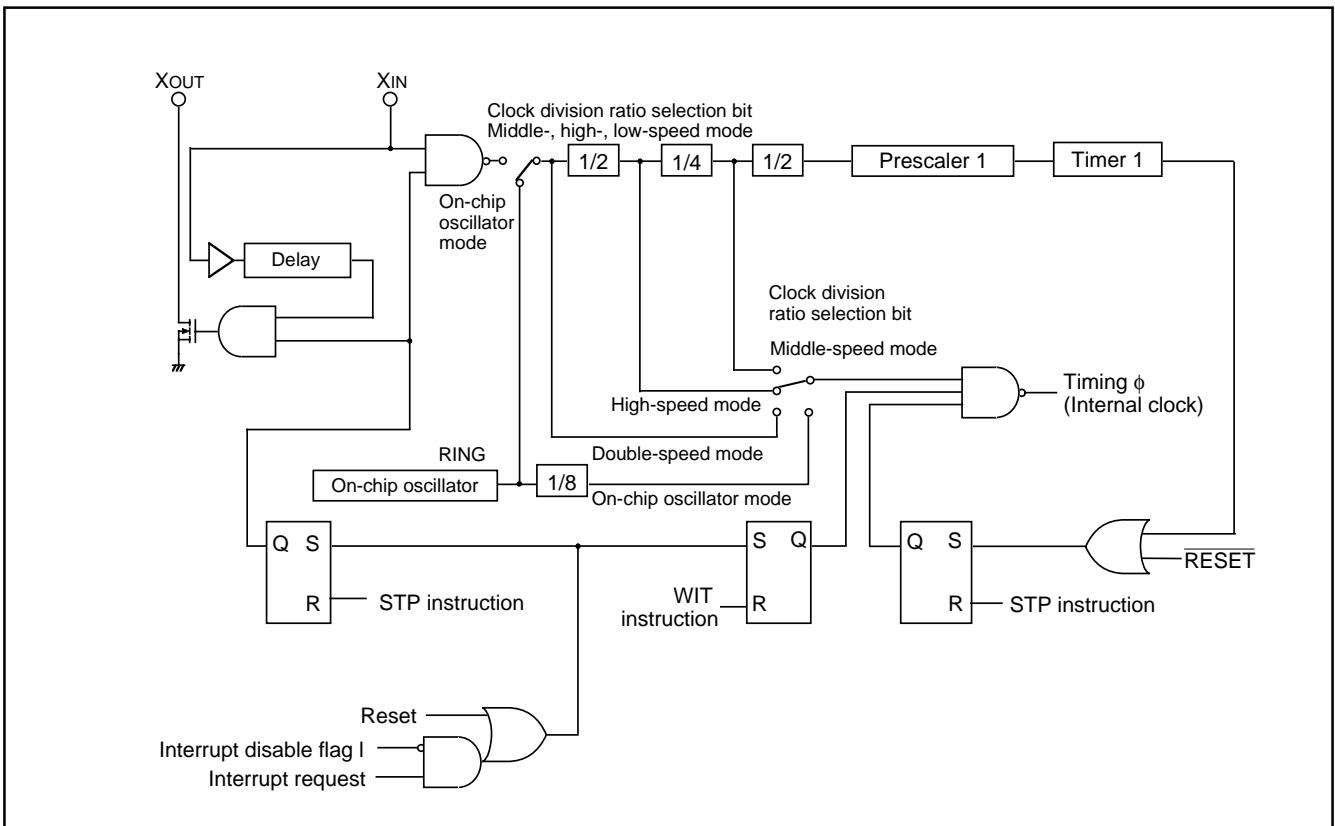 XOUT
XIN
Clock division ratio selection bit
Middle-, high-, low-speed mode
1/2
1/4
1/2
Prescaler 1
Timer 1
On-chip
oscillator
mode
Delay
Clock division
ratio selection bit
Middle-speed mode
Timing ϕ
(Internal clock)
High-speed mode
Double-speed mode
RING
On-chip oscillator
1/8
On-chip oscillator mode
Q S
R
STP instruction
S Q
R
WIT
instruction
Q S
R
STP instruction
RESET
Reset
Interrupt disable flag I
Interrupt request